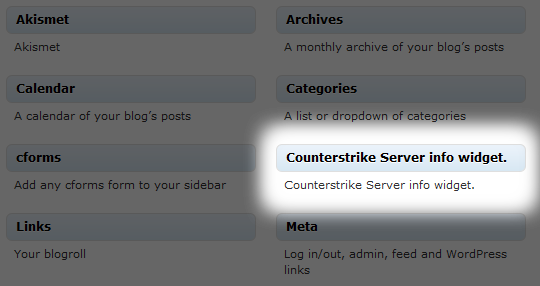 Akismet
Akismet
Archives
A monthly archive of your blog's posts
Calendar
A calendar of your blog's posts
Categories
A list or dropdown of categories
cforms
Add any cforms form to your sidebar
Counterstrike Server info widget.
Counterstrike Server info widget.
Links
Your blogroll
Meta
Log in/out, admin, feed and WordPress
links